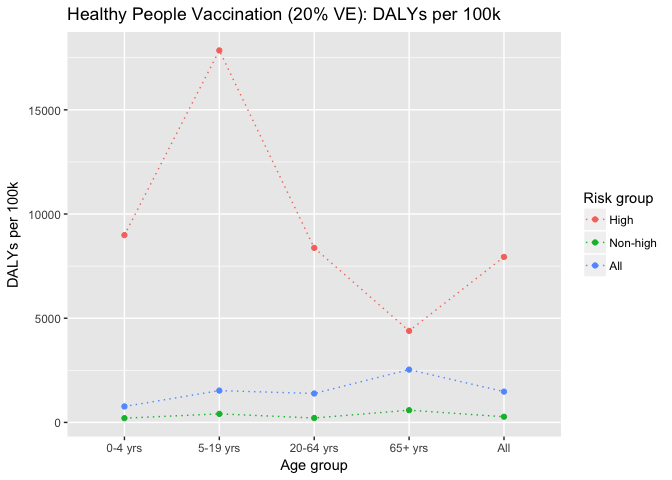 Healthy People Vaccination (20% VE): DALYs per 100k
DALYs per 100k
15000
10000
5000
0
0-4 yrs
5-19 yrs
20-64 yrs
65+ yrs
All
Age group
Risk group
High
Non-high
All